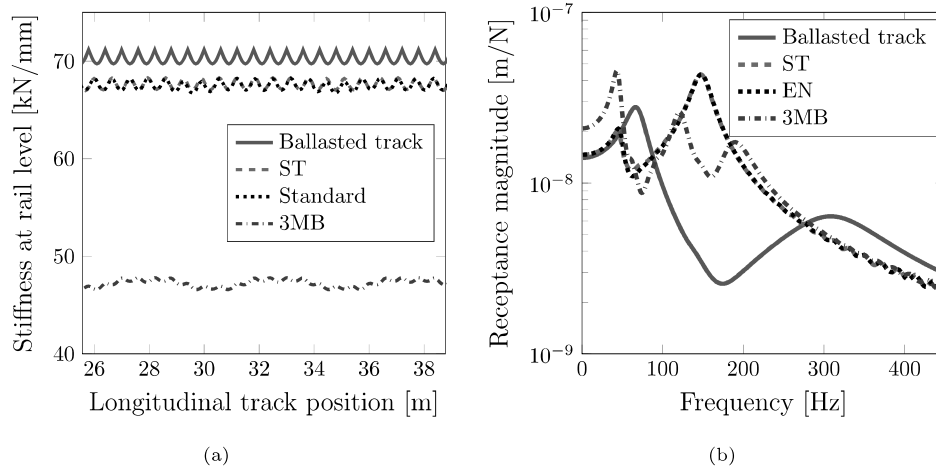 Stiffness at rail level [kN/mm]
70
60
50
40
26 28 30 32 34 36 38
Longitudinal track position [m]
Ballasted track
ST
Standard
3MB
(a)
Receptance magnitude [m/N]
10⁻⁷
10⁻⁸
10⁻⁹
0 100 200 300 400
Frequency [Hz]
Ballasted track
ST
EN
3MB
(b)